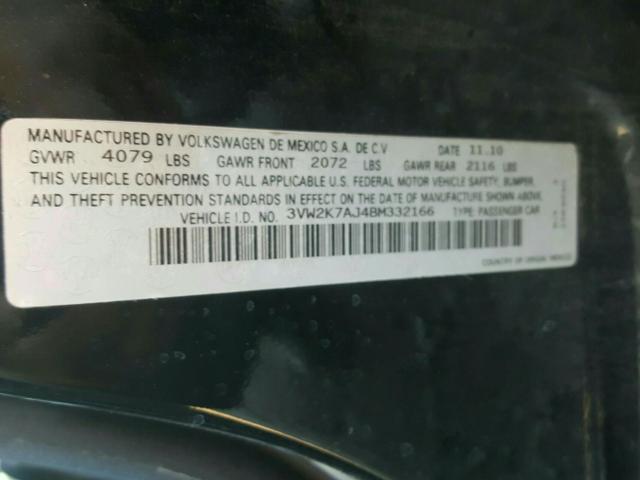 MANUFACTURED BY VOLKSWAGEN DE MEXICO S.A. DE C.V DATE 11.10
GVWR 4079 LBS GAWR FRONT 2072 LBS GAWR REAR 2116 LBS
THIS VEHICLE CONFORMS TO ALL APPLICABLE U.S. FEDERAL MOTOR VEHICLE SAFETY, BUMPER,
AND THEFT PREVENTION STANDARDS IN EFFECT ON THE DATE OF MANUFACTURE SHOWN ABOVE.
VEHICLE I.D. NO. 3VW2K7AJ4BM332166 TYPE: PASSENGER CAR
COUNTRY OF ORIGIN: MEXICO